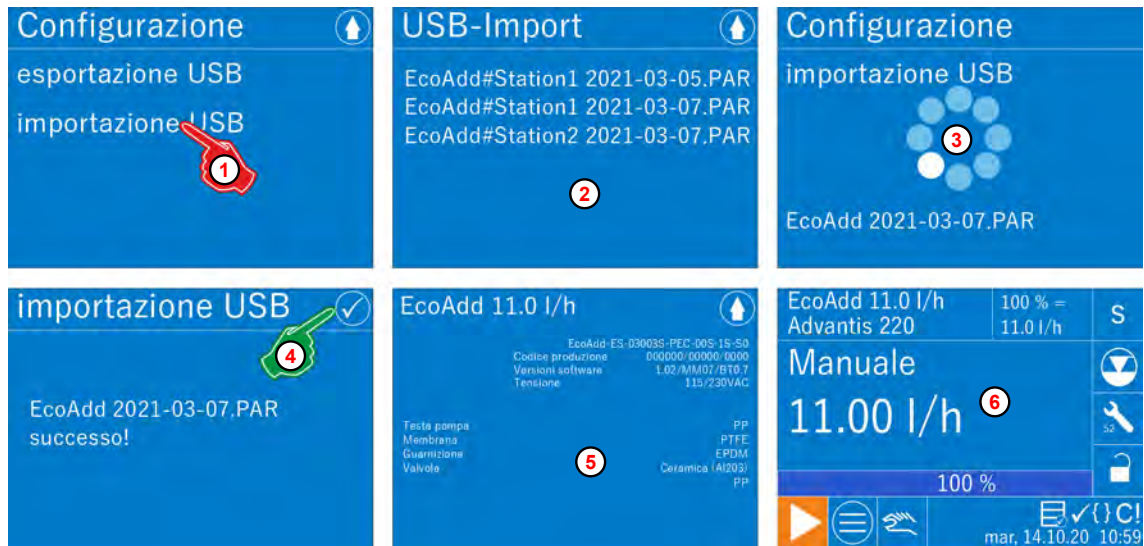 Configurazione
esportazione USB
importazione USB
1
USB-Import
EcoAdd#Station1 2021-03-05.PAR
EcoAdd#Station1 2021-03-07.PAR
EcoAdd#Station2 2021-03-07.PAR
2
Configurazione
importazione USB
3
EcoAdd 2021-03-07.PAR
importazione USB
4
EcoAdd 2021-03-07.PAR
successo!
EcoAdd 11.0 l/h
EcoAdd-ES-03003S-PEC-00S-1S-S0
Codice produzione 000000/00000/0000
Versioni software 1.02/MM07/BT0.7
Tensione 115/230VAC
Testa pompa PP
Membrana PTFE
Guarnizione EPDM
Valvola Ceramica (Al203)
PP
5
EcoAdd 11.0 l/h 100 % =
Advantis 220 11.0 l/h
S
Manuale
11.00 l/h
6
52
100 %
{} C!
mar, 14.10.20 10:59